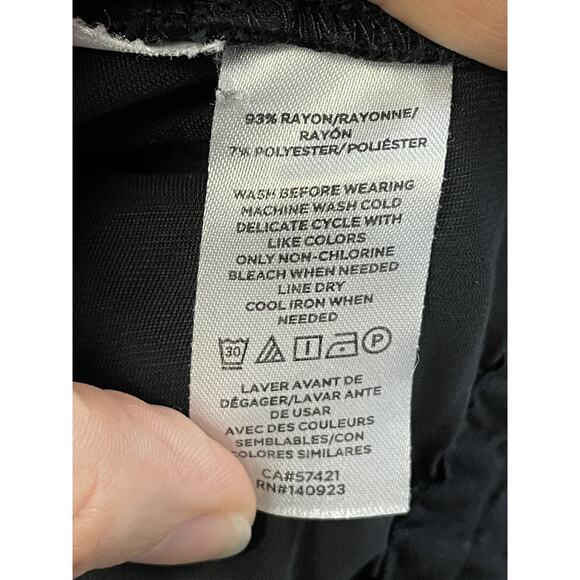 93% RAYON/RAYONNE/
RAYÓN
7% POLYESTER/POLIÉSTER
WASH BEFORE WEARING
MACHINE WASH COLD
DELICATE CYCLE WITH
LIKE COLORS
ONLY NON-CHLORINE
BLEACH WHEN NEEDED
LINE DRY
COOL IRON WHEN
NEEDED
30 P
LAVER AVANT DE
DÉGAGER/LAVAR ANTE
DE USAR
AVEC DES COULEURS
SEMBLABLES/CON
OLORES SIMILARES
CA#57421
RN#140923